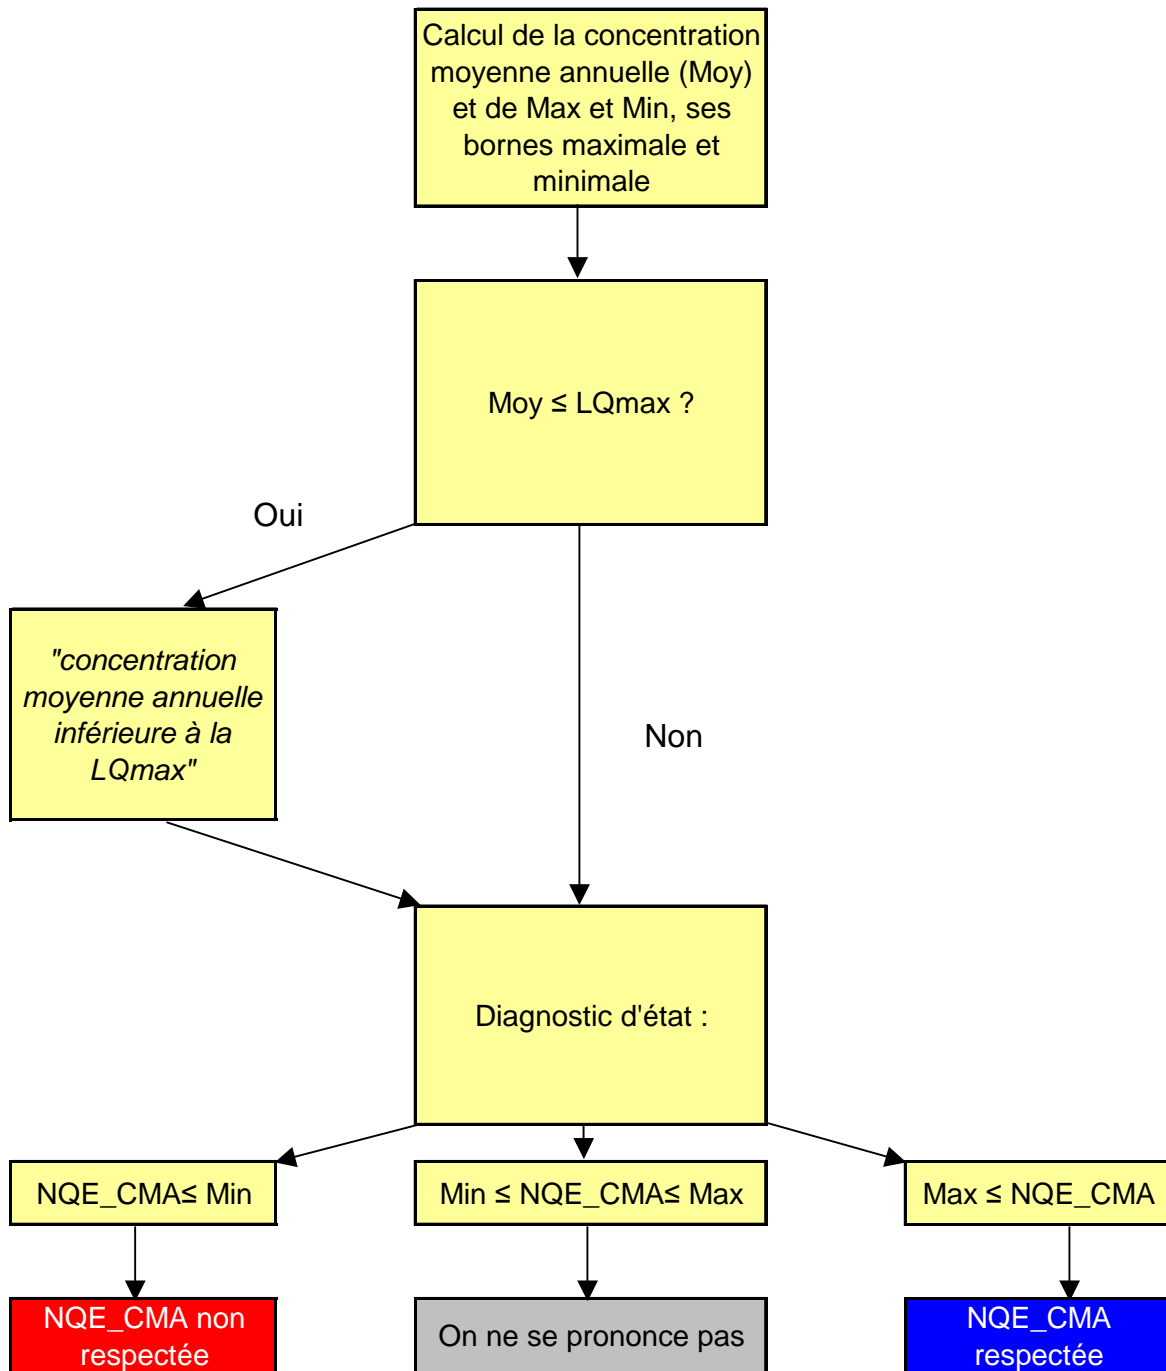 Calcul de la concentration
moyenne annuelle (Moy)
et de Max et Min, ses
bornes maximale et
minimale
Moy ≤ LQmax ?
Oui
"concentration
moyenne annuelle
inférieure à la
LQmax"
Non
Diagnostic d'état :
NQE_CMA≤ Min
Min ≤ NQE_CMA≤ Max
Max ≤ NQE_CMA
NQE_CMA non
respectée
On ne se prononce pas
NQE_CMA
respectée